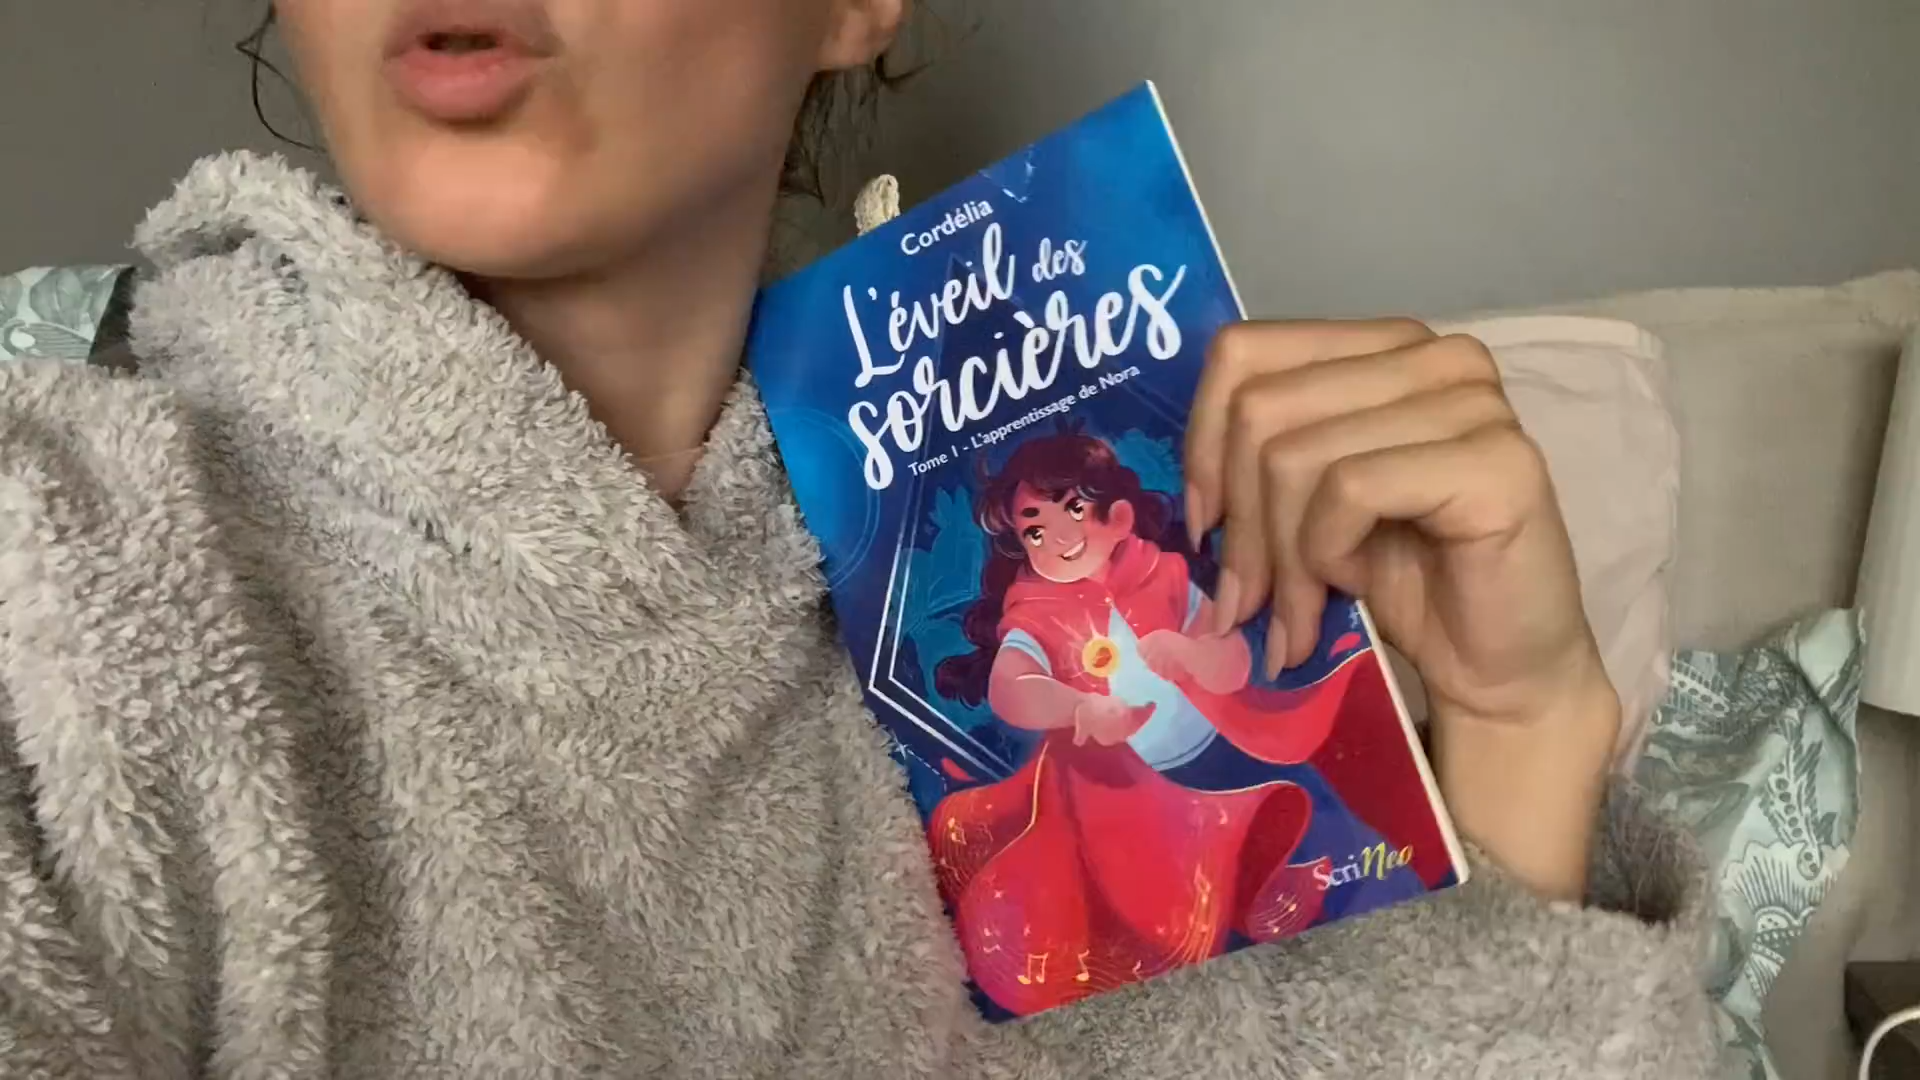 Cordélia
L'éveil des
sorcières
Tome 1 - L'apprentissage de Nora
ScriNeo